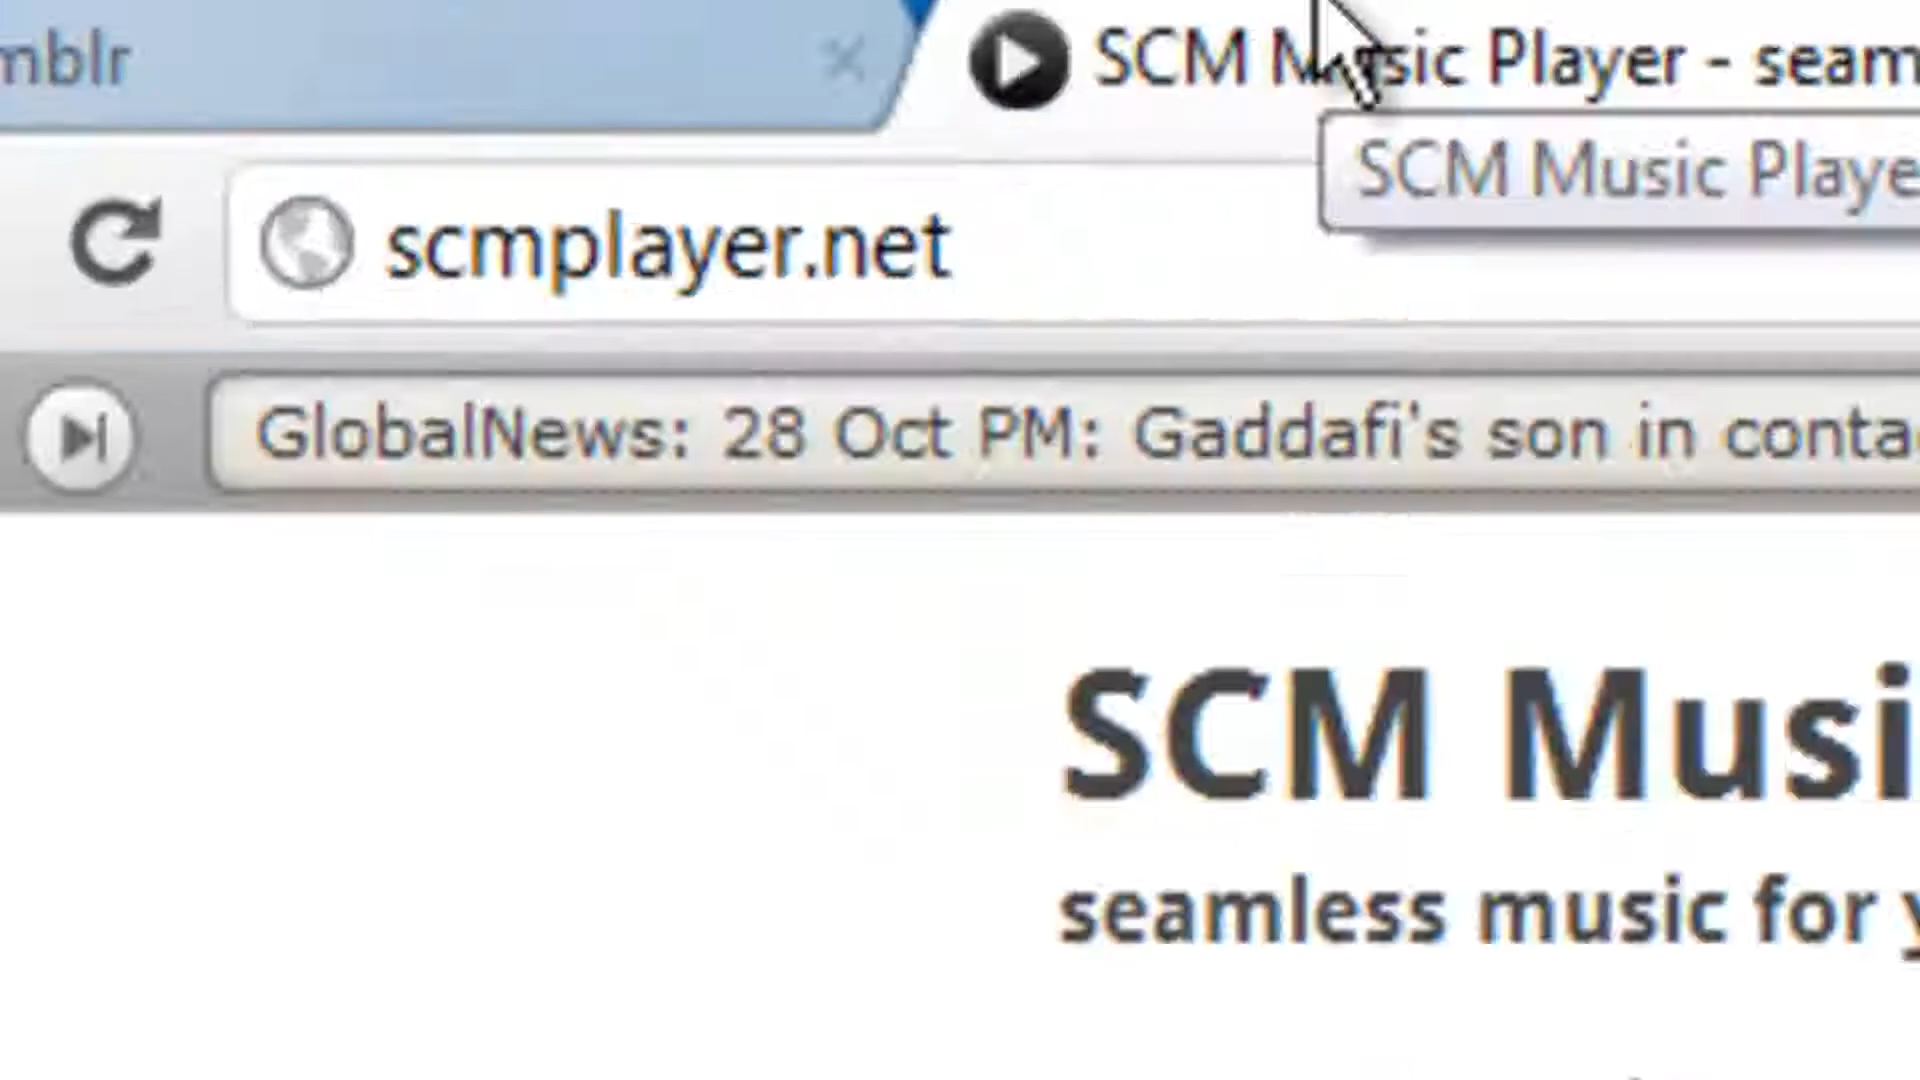 mblr
SCM Music Player - seam
SCM Music Playe
scmplayer.net
GlobalNews: 28 Oct PM: Gaddafi's son in conta
SCM Musi
seamless music for y